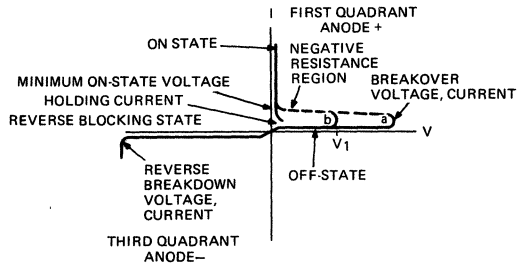 I
FIRST QUADRANT
ANODE +
ON STATE
NEGATIVE
RESISTANCE
REGION
MINIMUM ON-STATE VOLTAGE
HOLDING CURRENT
REVERSE BLOCKING STATE
BREAKOVER
VOLTAGE, CURRENT
b
a
V
V1
OFF-STATE
REVERSE
BREAKDOWN
VOLTAGE,
CURRENT
THIRD QUADRANT
ANODE–